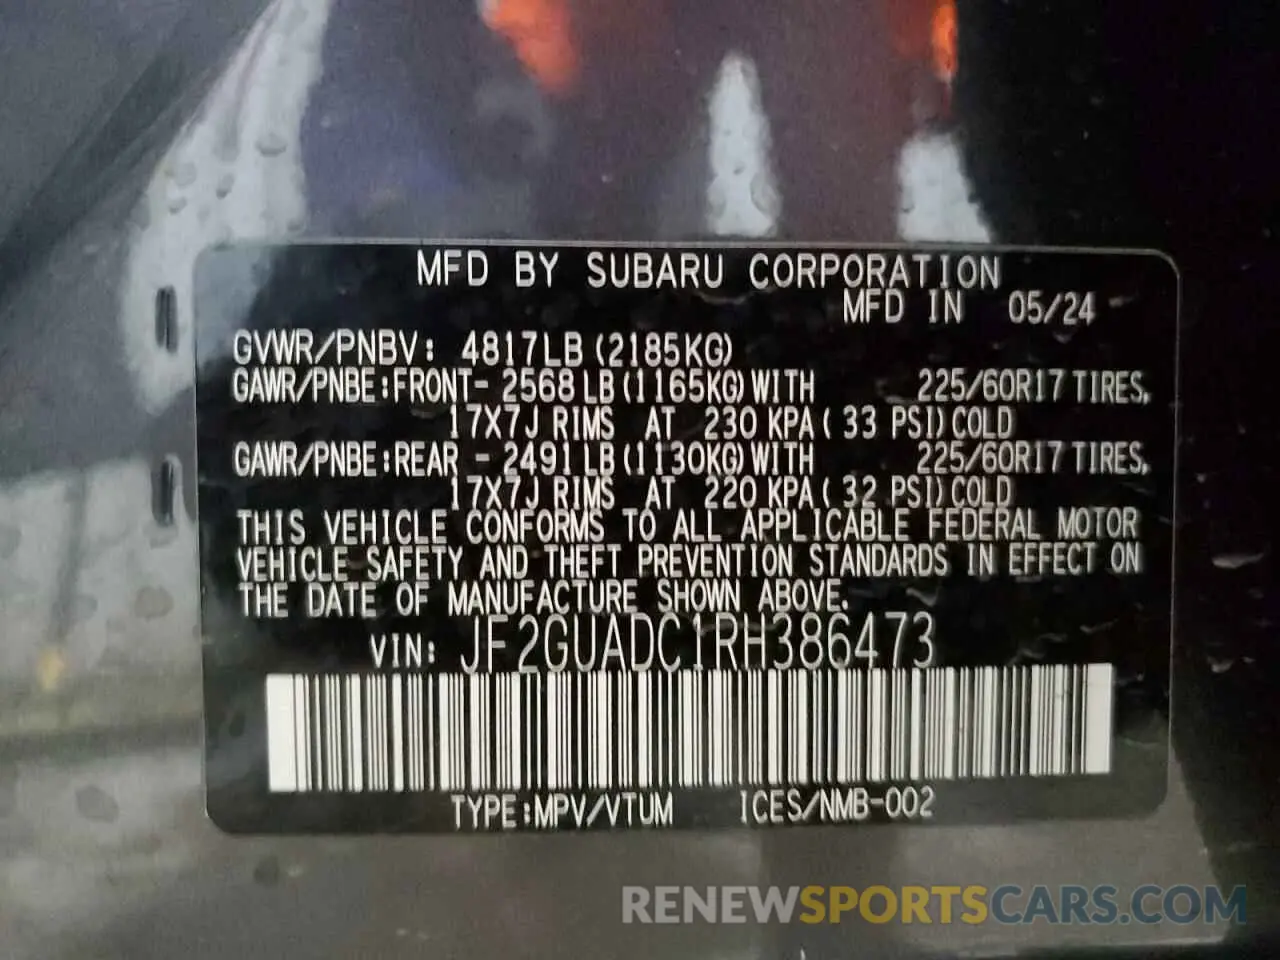 MFD BY SUBARU CORPORATION
MFD IN 05/24
GVWR/PNBV: 4817LB (2185KG)
GAWR/PNBE:FRONT- 2568 LB (1165KG) WITH 225/60R17 TIRES,
17X7J RIMS AT 230 KPA ( 33 PSI) COLD
GAWR/PNBE:REAR - 2491 LB (1130KG) WITH 225/60R17 TIRES,
17X7J RIMS AT 220 KPA ( 32 PSI) COLD
THIS VEHICLE CONFORMS TO ALL APPLICABLE FEDERAL MOTOR
VEHICLE SAFETY AND THEFT PREVENTION STANDARDS IN EFFECT ON
THE DATE OF MANUFACTURE SHOWN ABOVE.
VIN: JF2GUADC1RH386473
TYPE:MPV/VTUM ICES/NMB-002
RENEWSPORTSCARS.COM